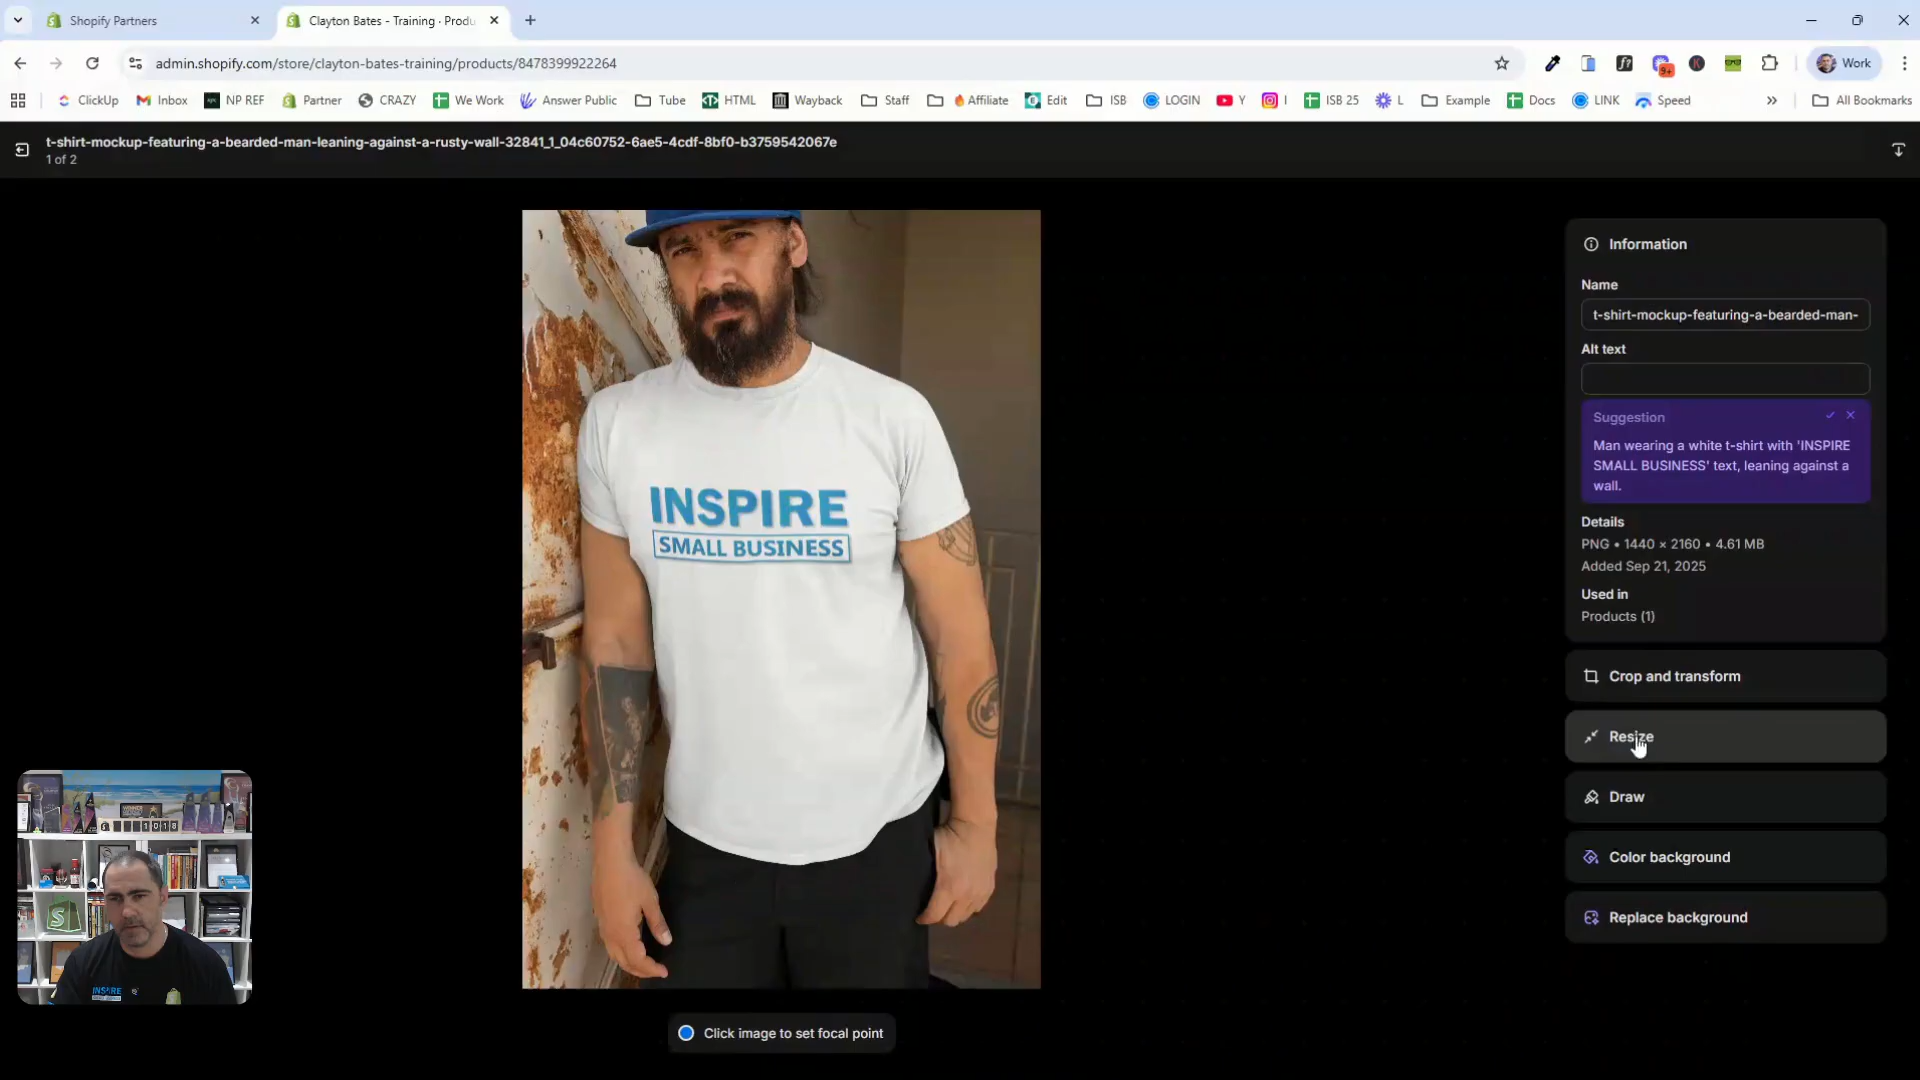 Shopify Partners
Clayton Bates - Training · Produ
admin.shopify.com/store/clayton-bates-training/products/8478399922264
9+
Work
ClickUp
Inbox
NP REF
Partner
CRAZY
We Work
Answer Public
Tube
HTML
Wayback
Staff
Affiliate
Edit
ISB
LOGIN
Y
I
ISB 25
L
Example
Docs
LINK
Speed
All Bookmarks
t-shirt-mockup-featuring-a-bearded-man-leaning-against-a-rusty-wall-32841_1_04c60752-6ae5-4cdf-8bf0-b3759542067e
1 of 2
INSPIRE
SMALL BUSINESS
Information
Name
t-shirt-mockup-featuring-a-bearded-man-
Alt text
Suggestion
Man wearing a white t-shirt with 'INSPIRE
SMALL BUSINESS' text, leaning against a
wall.
Details
PNG • 1440 × 2160 • 4.61 MB
Added Sep 21, 2025
Used in
Products (1)
Crop and transform
Resize
Draw
Color background
Replace background
Click image to set focal point
1018
INSPIRE